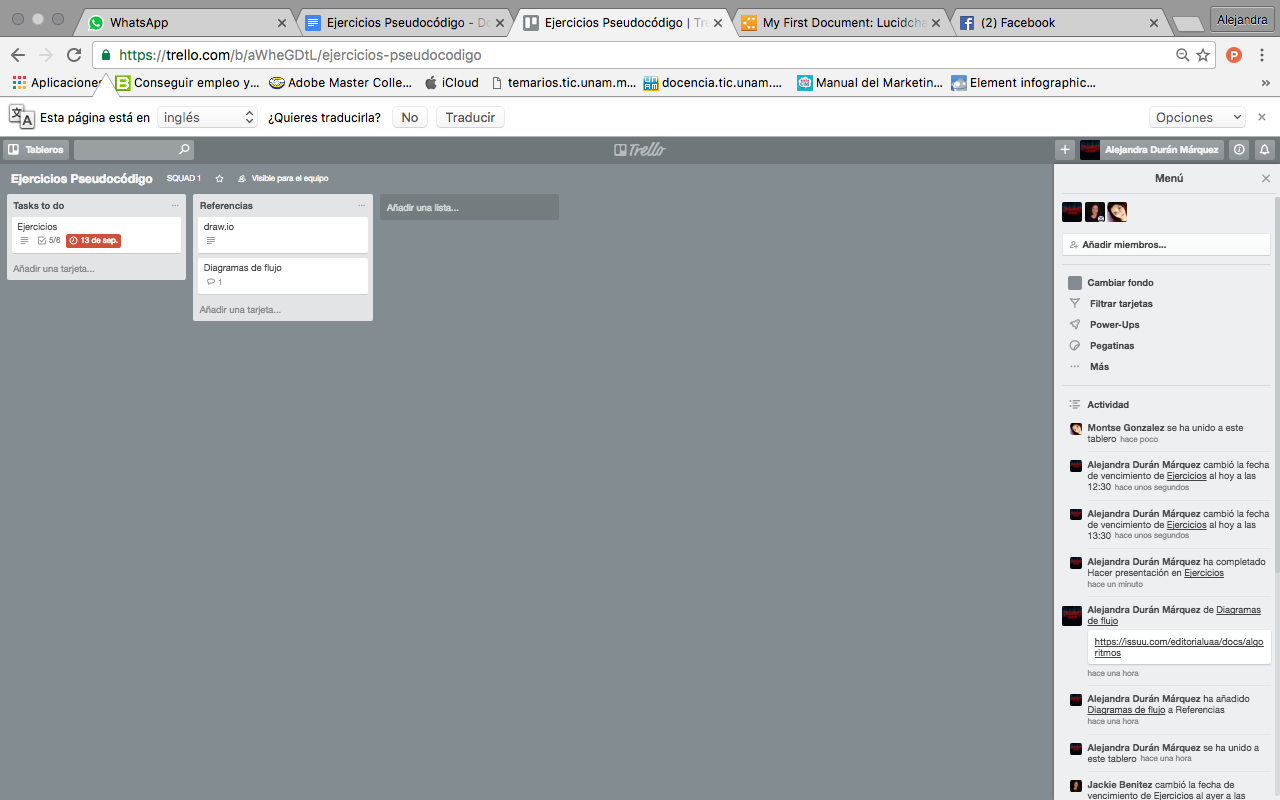 WhatsApp
Ejercicios Pseudocódigo - Do
Ejercicios Pseudocódigo | Tre
My First Document: Lucidcha
(2) Facebook
Alejandra
https://trello.com/b/aWheGDtL/ejercicios-pseudocodigo
Aplicaciones
Conseguir empleo y...
Adobe Master Colle...
iCloud
temarios.tic.unam.m...
docencia.tic.unam....
Manual del Marketin...
Element infographic...
Esta página está en
inglés
¿Quieres traducirla?
No
Traducir
Opciones
Tableros
Trello
Alejandra Durán Márquez
Ejercicios Pseudocódigo
SQUAD 1
Visible para el equipo
Tasks to do
Ejercicios
5/6
13 de sep.
Añadir una tarjeta...
Referencias
draw.io
Diagramas de flujo
1
Añadir una tarjeta...
Añadir una lista...
Menú
Añadir miembros...
Cambiar fondo
Filtrar tarjetas
Power-Ups
Pegatinas
Más
Actividad
Montse Gonzalez se ha unido a este
tablero hace poco
Alejandra Durán Márquez cambió la fecha
de vencimiento de Ejercicios al hoy a las
12:30 hace unos segundos
Alejandra Durán Márquez cambió la fecha
de vencimiento de Ejercicios al hoy a las
13:30 hace unos segundos
Alejandra Durán Márquez ha completado
Hacer presentación en Ejercicios
hace un minuto
Alejandra Durán Márquez de Diagramas
de flujo
https://issuu.com/editorialuaa/docs/algo
ritmos
hace una hora
Alejandra Durán Márquez ha añadido
Diagramas de flujo a Referencias
hace una hora
Alejandra Durán Márquez se ha unido a
este tablero hace una hora
Jackie Benitez cambió la fecha de
vencimiento de Ejercicios al ayer a las